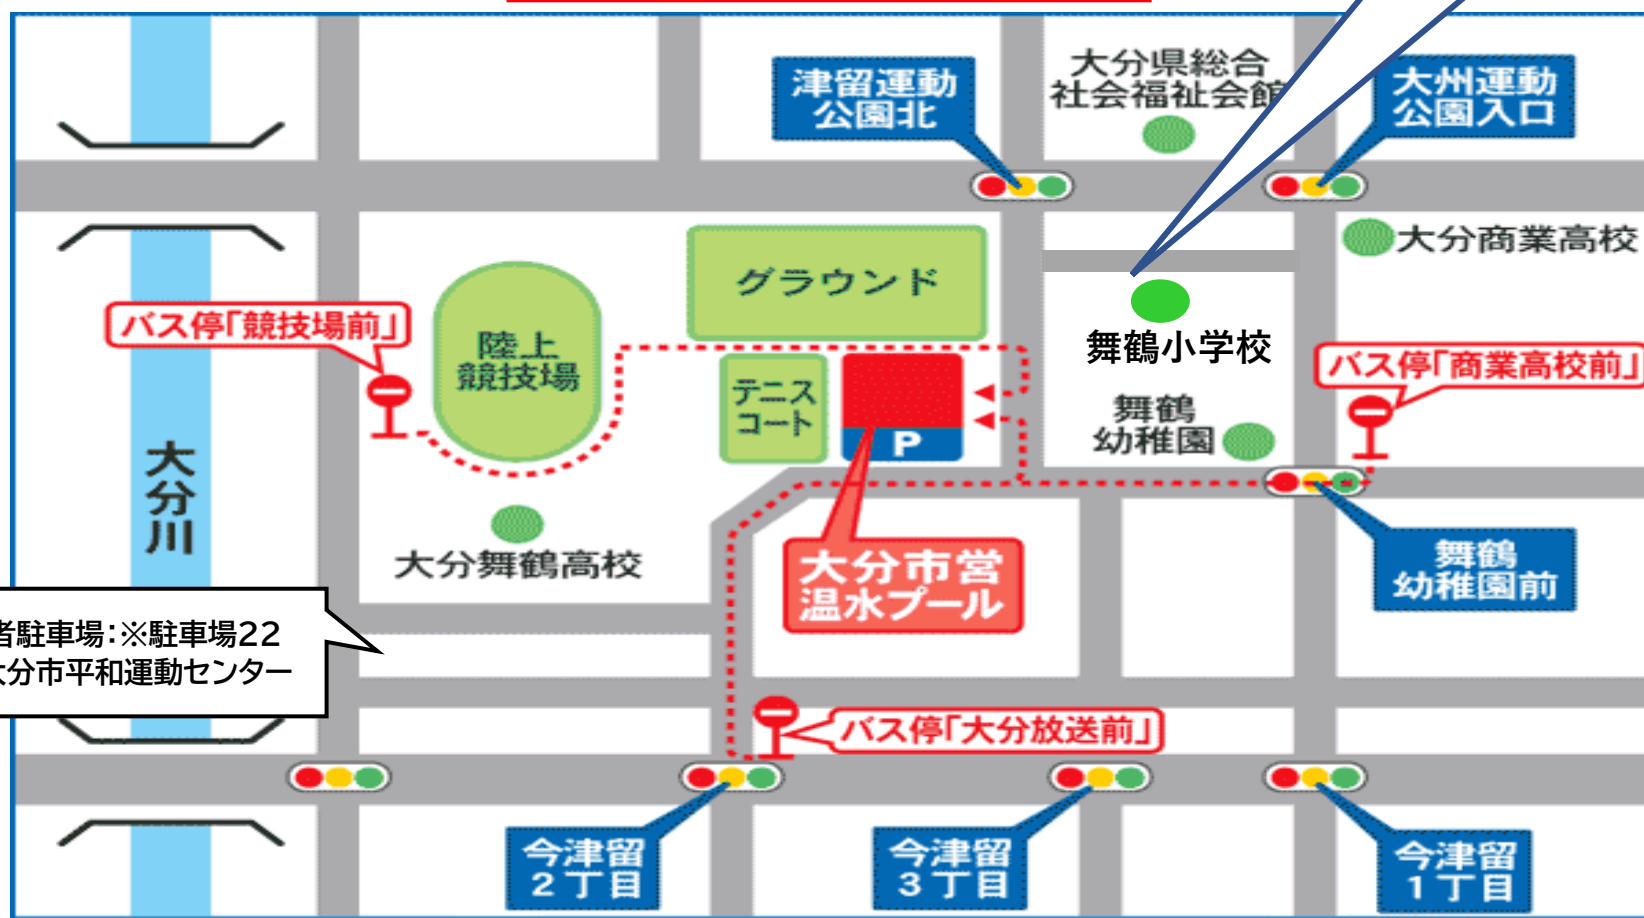 津留運動
公園北
大分県総合
社会福祉会館
大州運動
公園入口
大分商業高校
グラウンド
バス停「競技場前」
陸上
競技場
舞鶴小学校
バス停「商業高校前」
テニス
コート
P
舞鶴
幼稚園
大分川
大分舞鶴高校
大分市営
温水プール
舞鶴
幼稚園前
者駐車場：※駐車場22
大分市平和運動センター
バス停「大分放送前」
今津留
2丁目
今津留
3丁目
今津留
1丁目